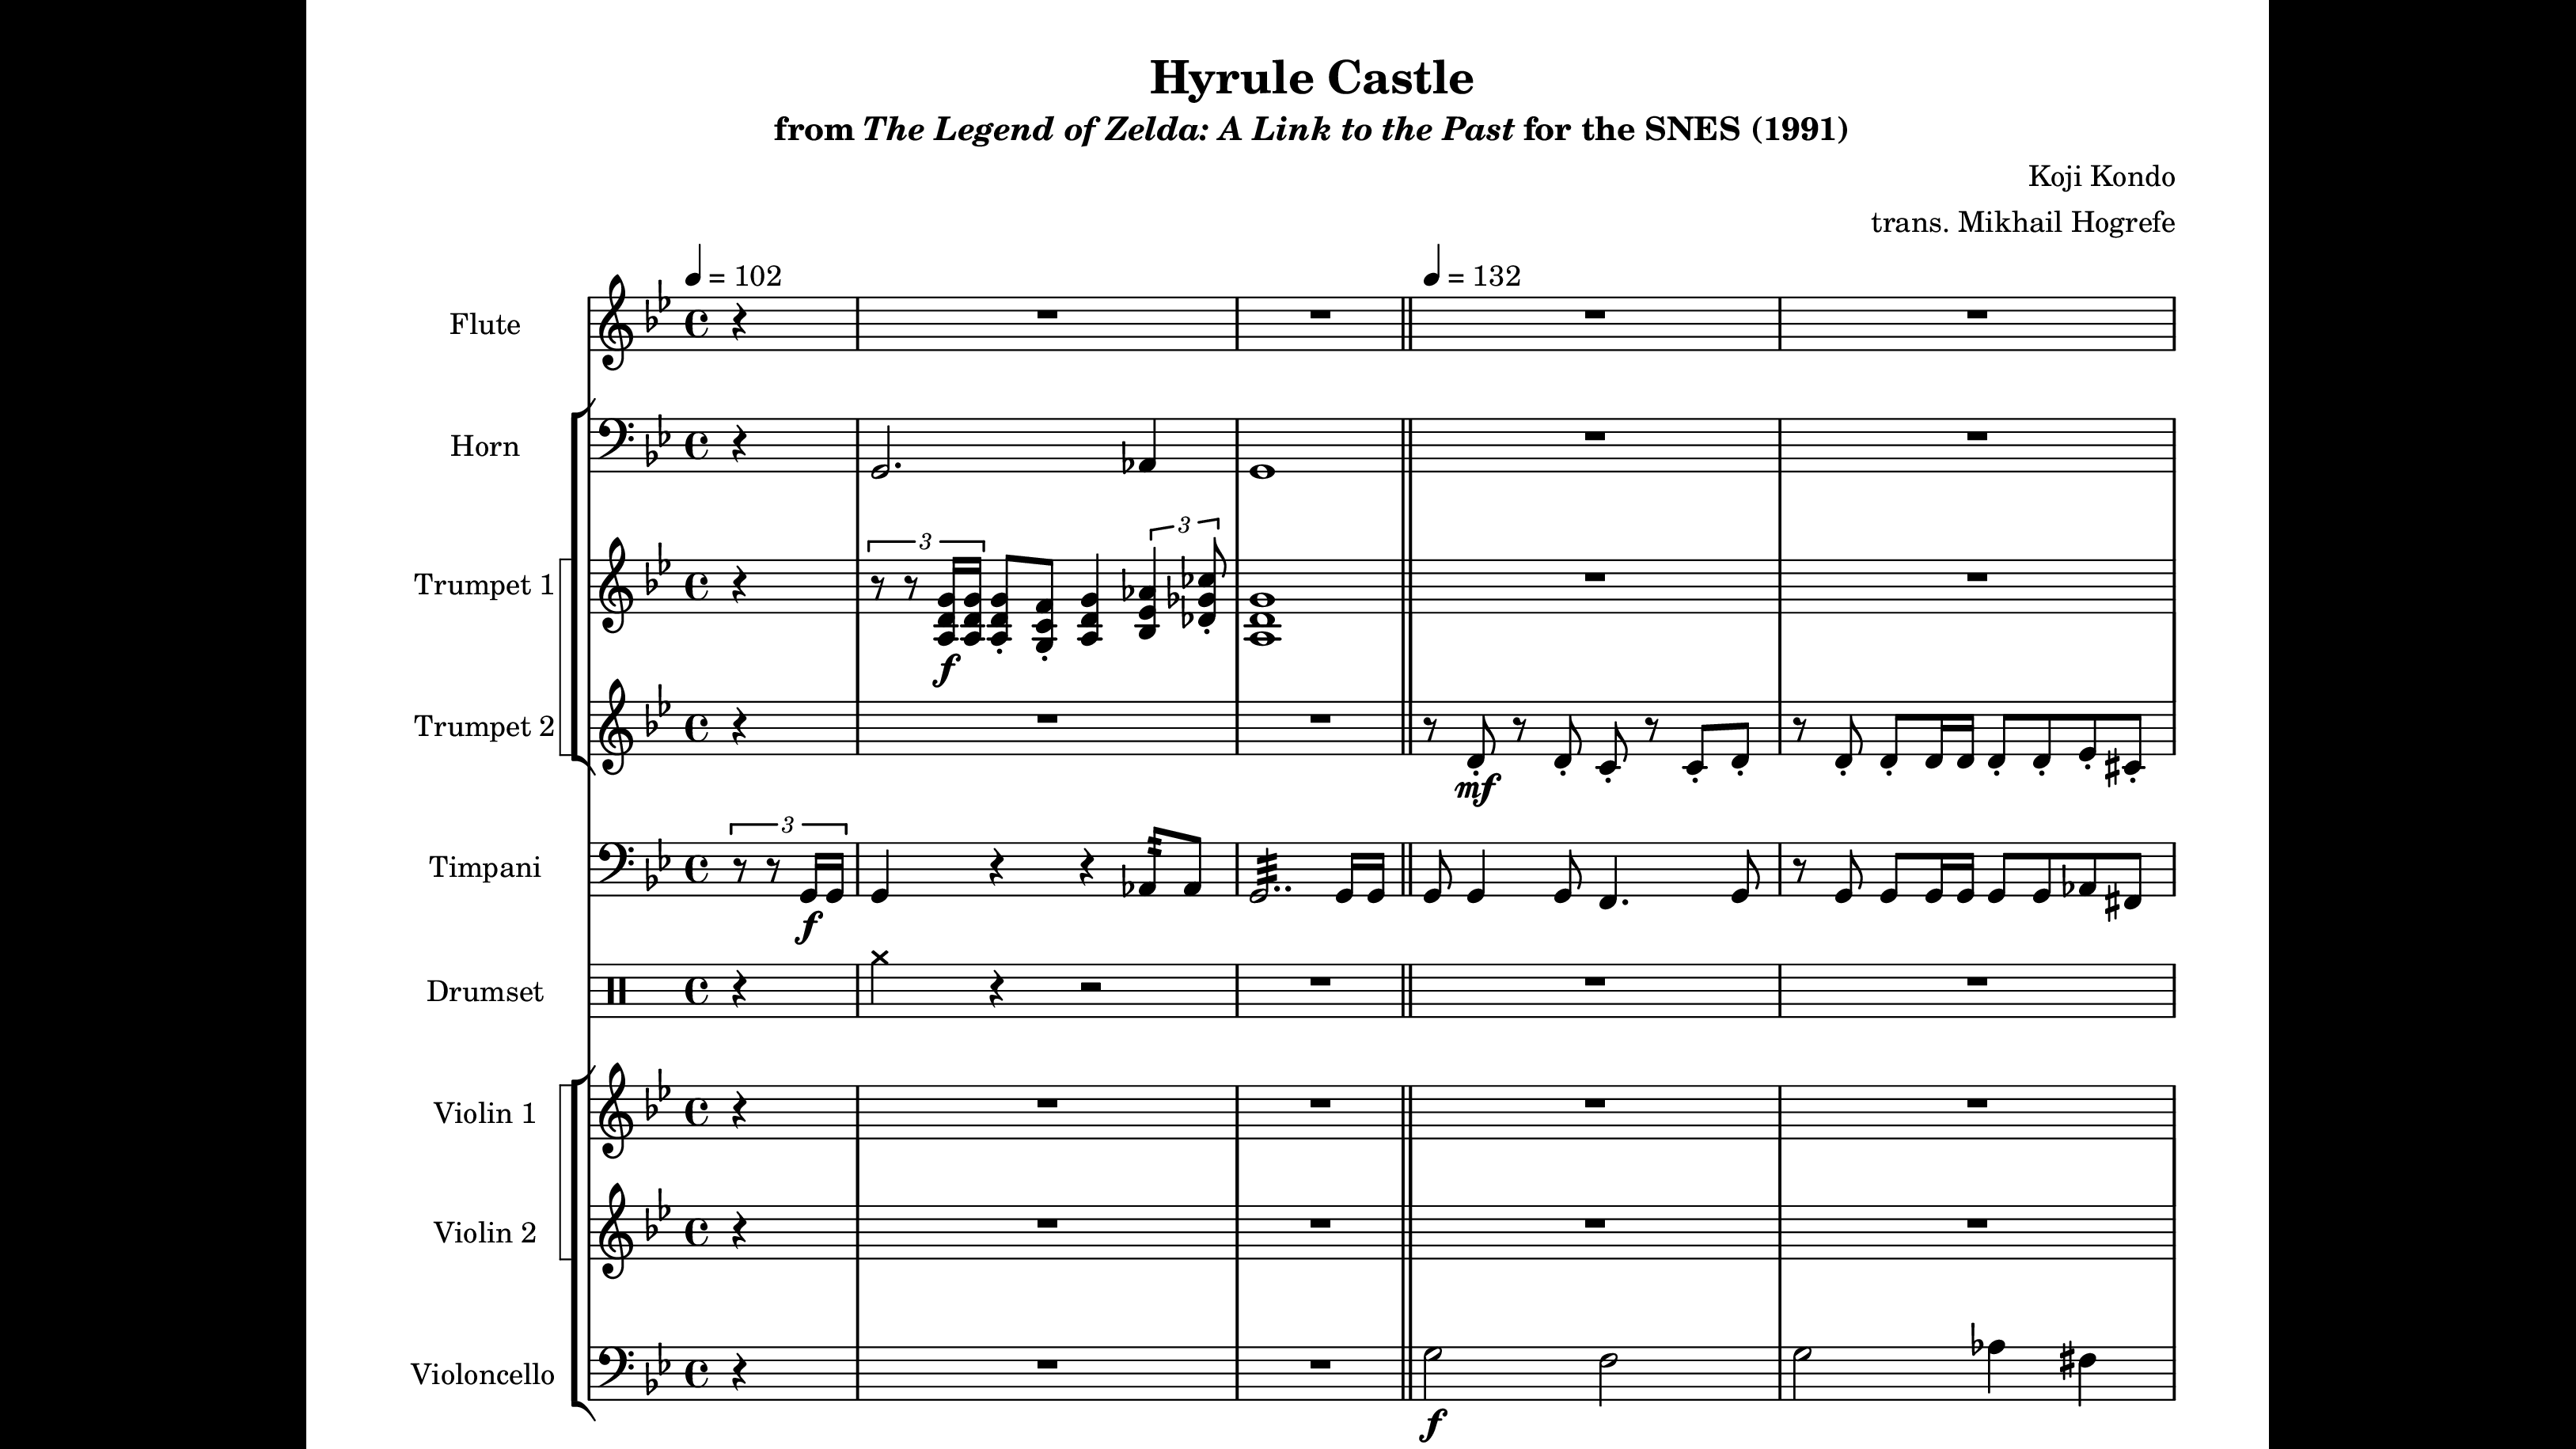 Hyrule Castle
from The Legend of Zelda: A Link to the Past for the SNES (1991)
Koji Kondo
trans. Mikhail Hogrefe
= 102
= 132
Flute
Horn
3
3
Trumpet 1
f
Trumpet 2
mf
3
Timpani
f
Drumset
Violin 1
Violin 2
Violoncello
f